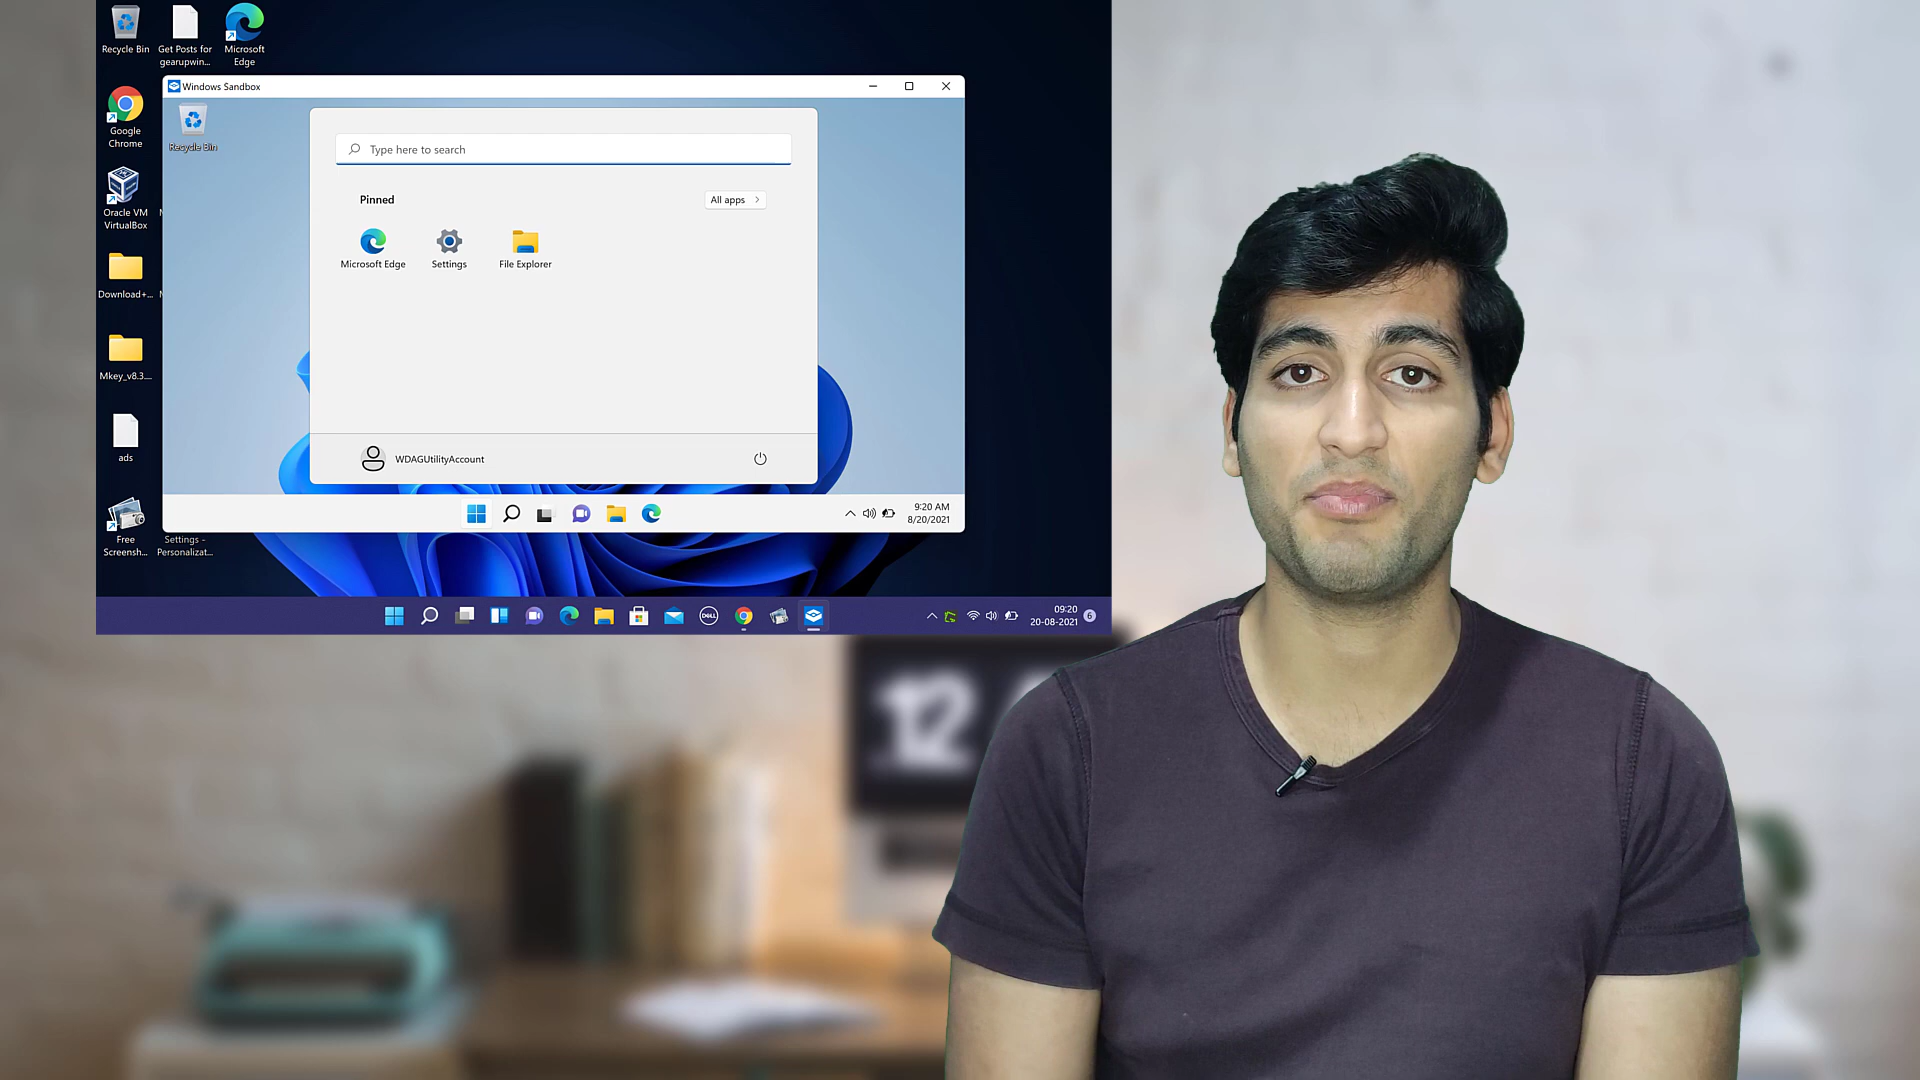 Recycle Bin
Get Posts for
gearupwin...
Microsoft
Edge
Google
Chrome
Oracle VM
VirtualBox
Download+...
Mkey_v8.3....
ads
Free
Screensh...
Settings -
Personalizat...
Windows Sandbox
Recycle Bin
Type here to search
Pinned
All apps
Microsoft Edge
Settings
File Explorer
WDAGUtilityAccount
9:20 AM
8/20/2021
DELL
09:20
20-08-2021
6
12